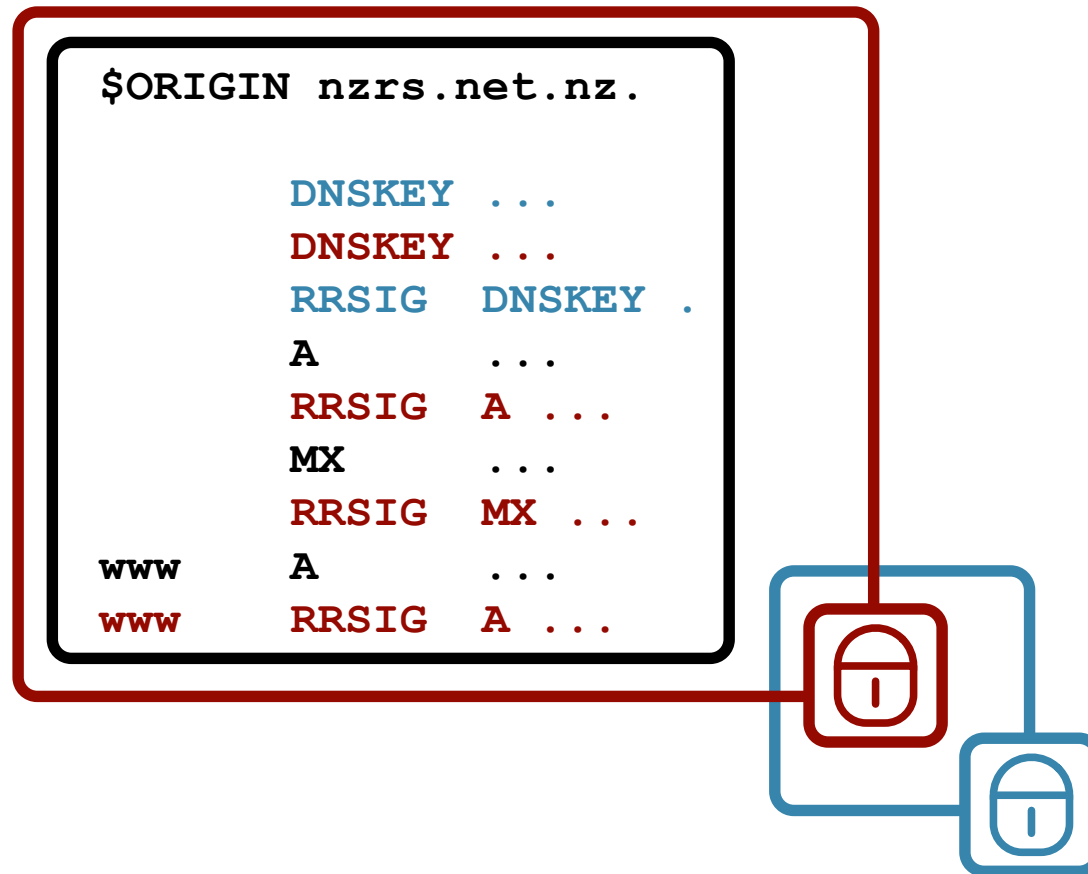 $ORIGIN nzrs.net.nz.
DNSKEY ...
DNSKEY ...
RRSIG DNSKEY .
A ...
RRSIG A ...
MX ...
RRSIG MX ...
www A ...
www RRSIG A ...